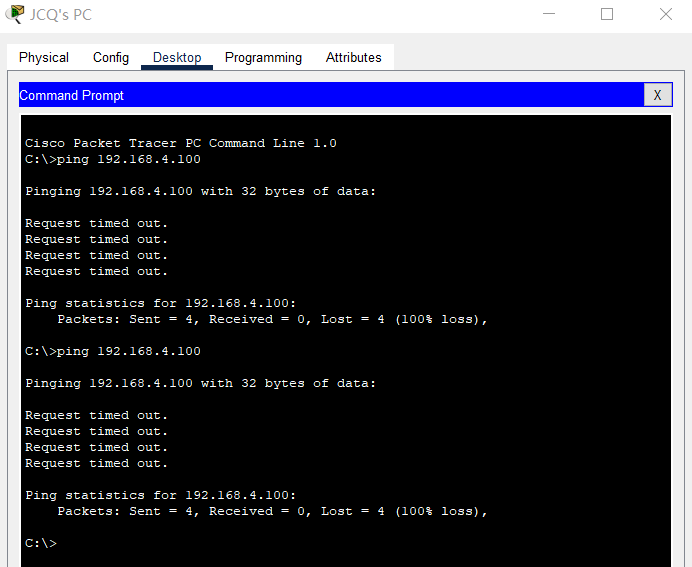 JCQ's PC
Physical Config Desktop Programming Attributes
Command Prompt X
Cisco Packet Tracer PC Command Line 1.0
C:\>ping 192.168.4.100
Pinging 192.168.4.100 with 32 bytes of data:
Request timed out.
Request timed out.
Request timed out.
Request timed out.
Ping statistics for 192.168.4.100:
Packets: Sent = 4, Received = 0, Lost = 4 (100% loss),
C:\>ping 192.168.4.100
Pinging 192.168.4.100 with 32 bytes of data:
Request timed out.
Request timed out.
Request timed out.
Request timed out.
Ping statistics for 192.168.4.100:
Packets: Sent = 4, Received = 0, Lost = 4 (100% loss),
C:\>